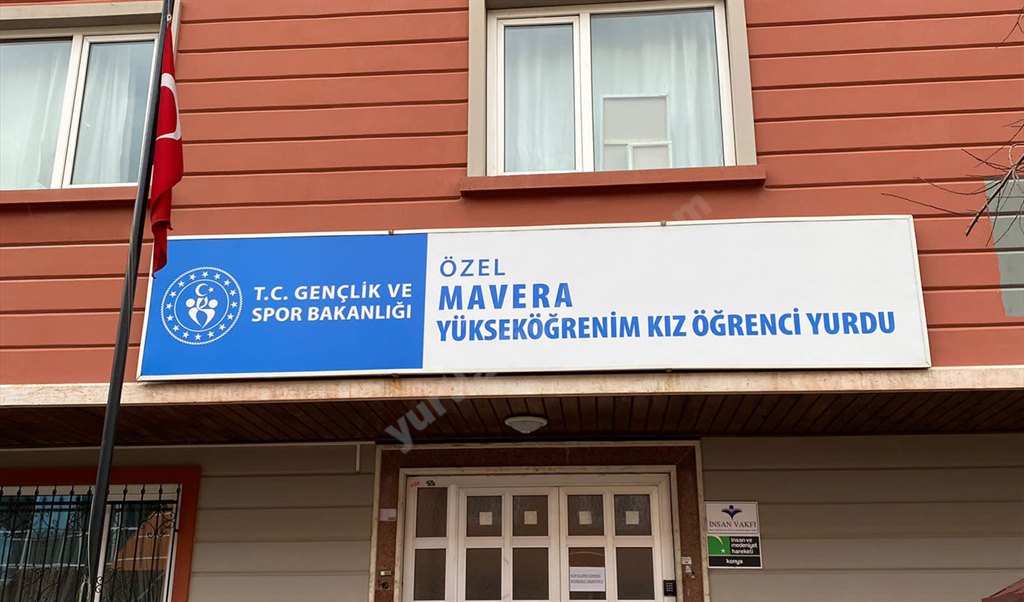 T.C. GENÇLİK VE
SPOR BAKANLIĞI
ÖZEL
MAVERA
YÜKSEKÖĞRENİM KIZ ÖĞRENCİ YURDU
İNSAN VAKFI
insan ve
medeniyet
hareketi
konya